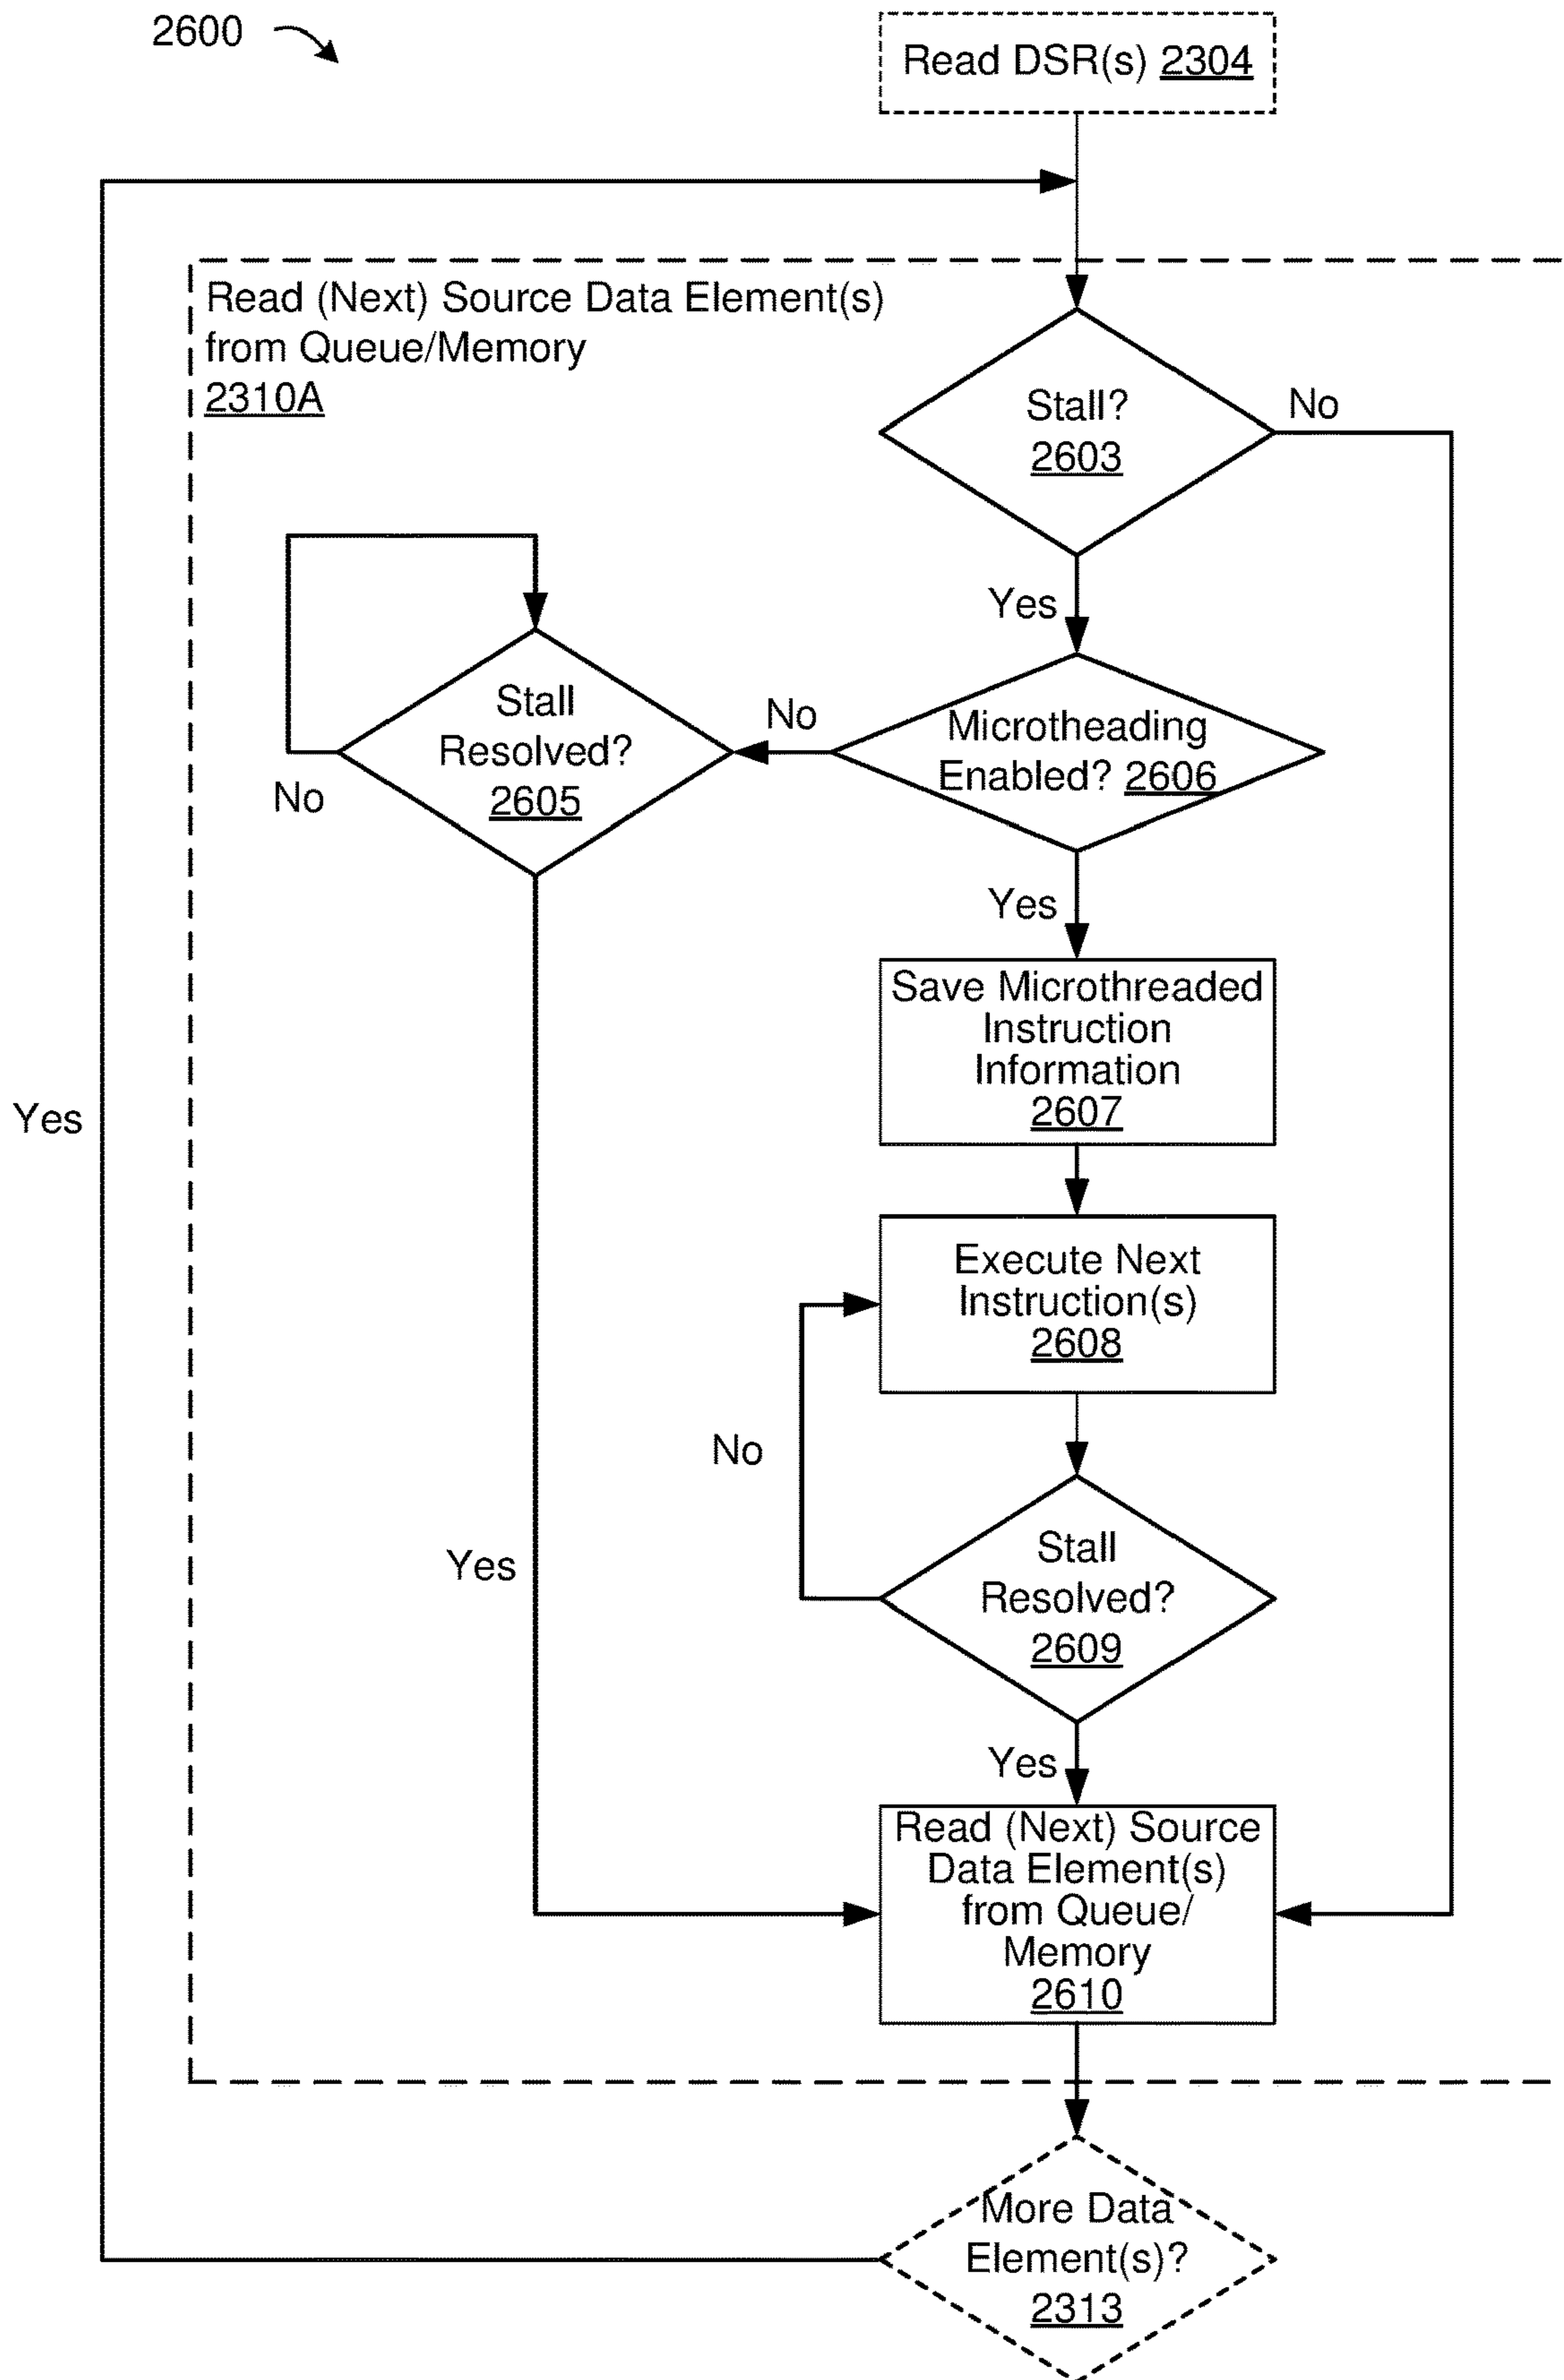 2600
Read DSR(s) 2304
Read (Next) Source Data Element(s)
from Queue/Memory
2310A
Stall?
2603
No
Yes
Stall
Resolved?
2605
No
No
Microtheading
Enabled? 2606
Yes
Save Microthreaded
Instruction
Information
2607
Yes
Execute Next
Instruction(s)
2608
No
Yes
Stall
Resolved?
2609
Yes
Read (Next) Source
Data Element(s)
from Queue/
Memory
2610
More Data
Element(s)?
2313